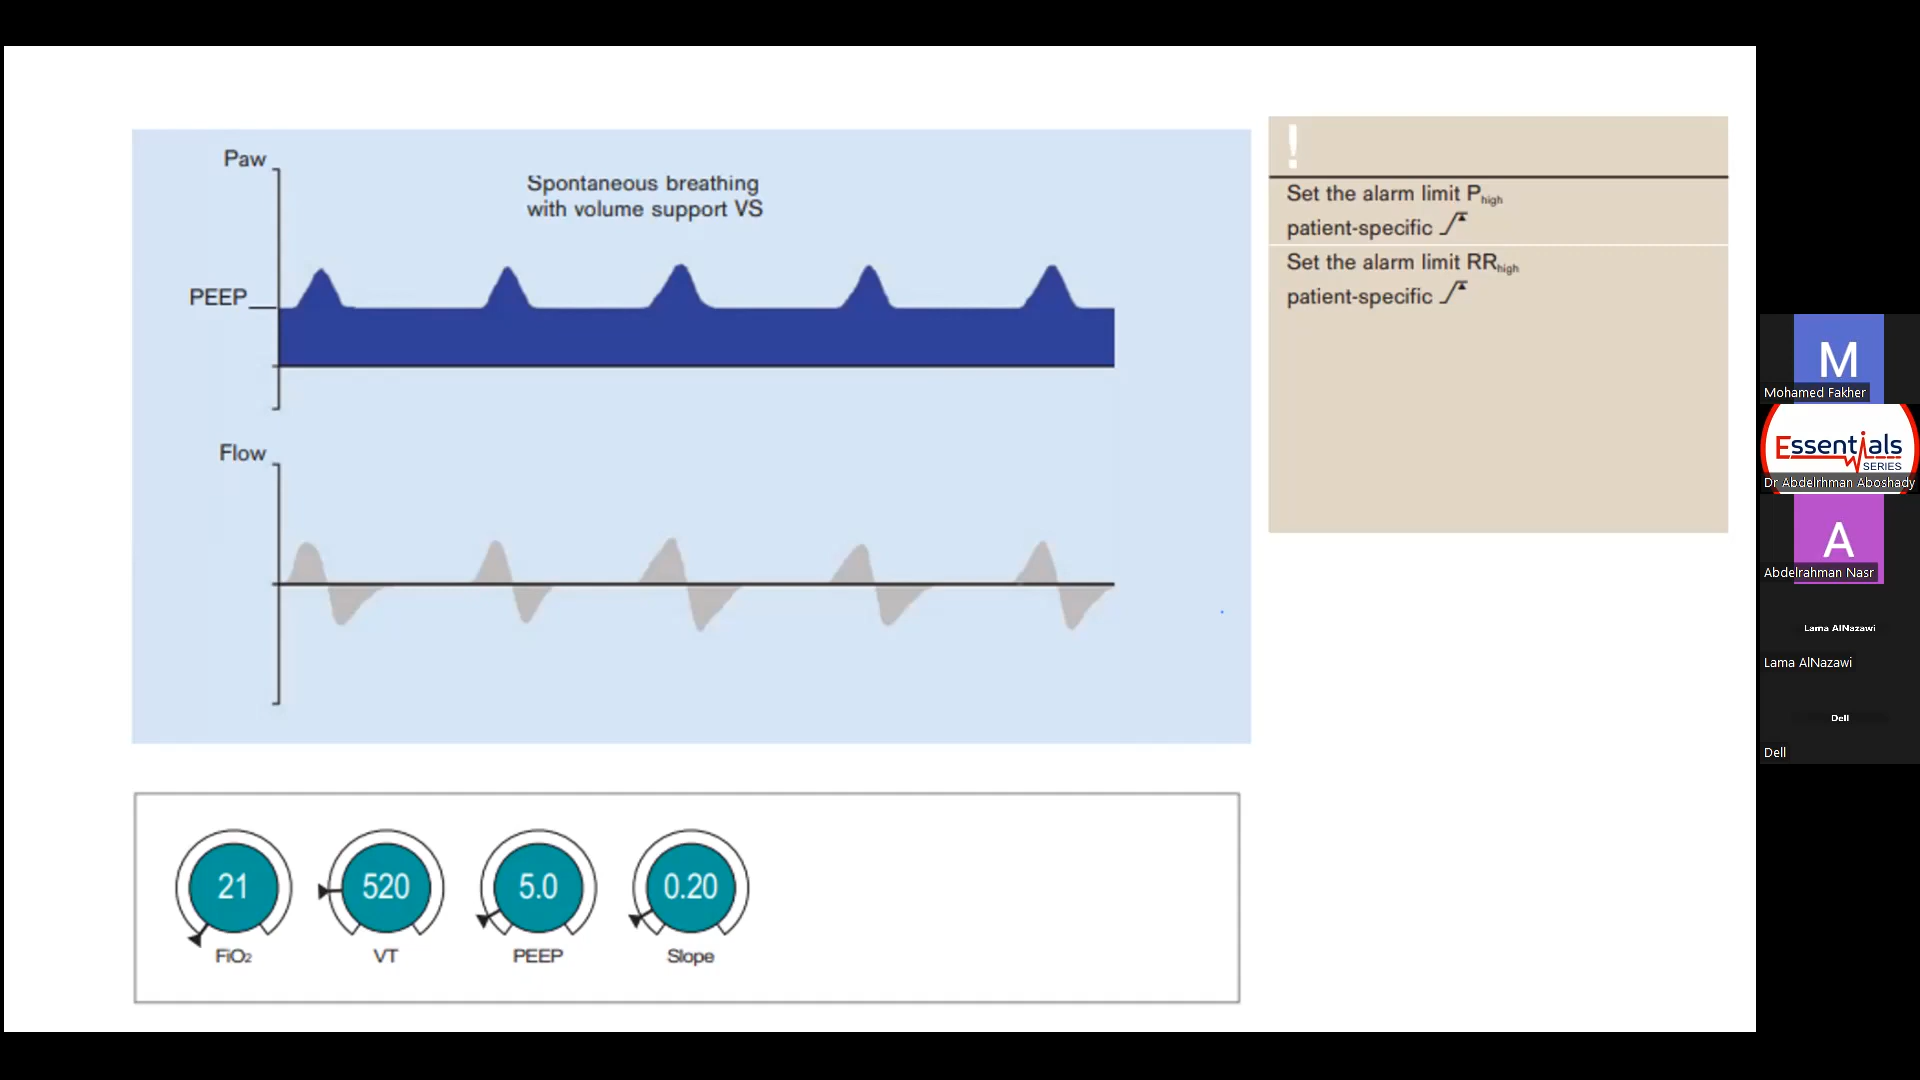 Paw
Spontaneous breathing
with volume support VS
PEEP
Flow
!
Set the alarm limit Phigh
patient-specific
Set the alarm limit RRhigh
patient-specific
21
520
5.0
0.20
FiO2
VT
PEEP
Slope
M
Mohamed Fakher
Essentials
SERIES
Dr Abdelrhman Aboshady
A
Abdelrahman Nasr
Lama AlNazawi
Lama AlNazawi
Dell
Dell